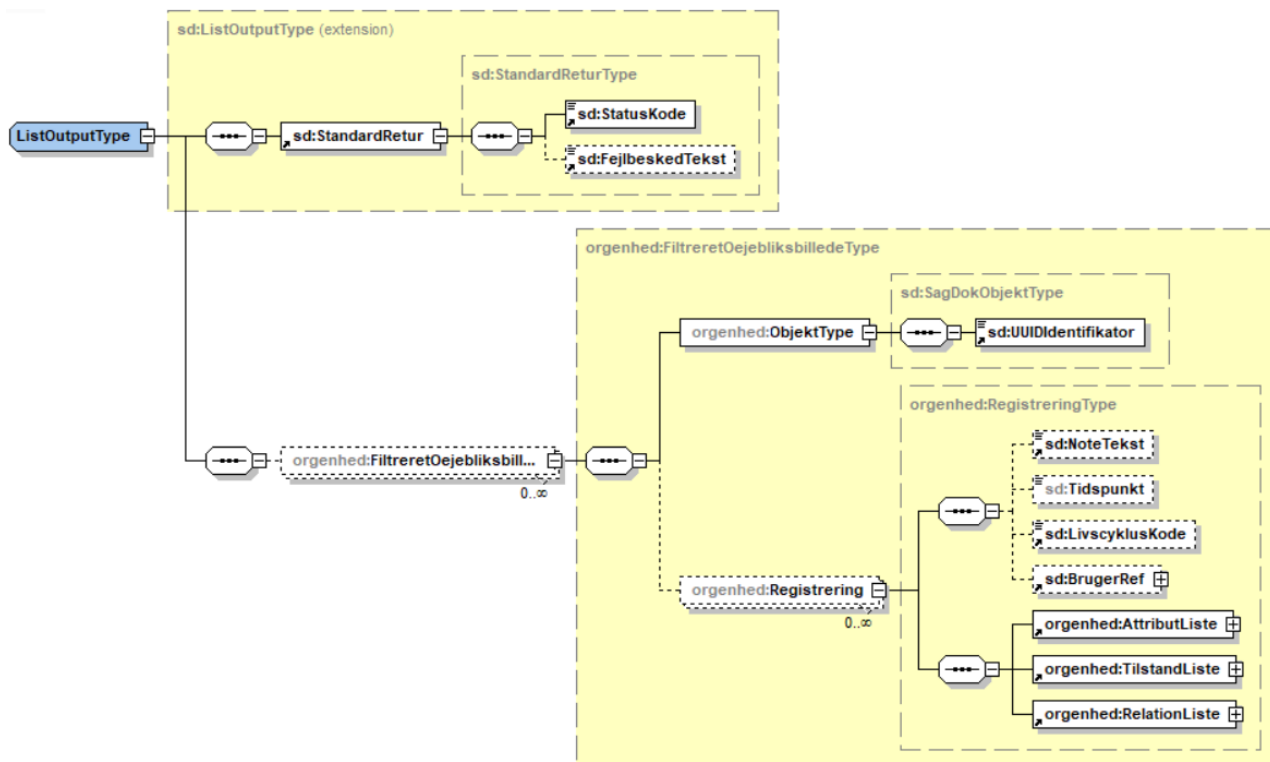 sd:ListOutputType (extension)
sd:StandardReturType
ListOutputType
sd:StandardRetur
sd:StatusKode
sd:FejlbeskedTekst
orgenhed:FiltreretOejebliksbilledeType
sd:SagDokObjektType
orgenhed:ObjektType
sd:UUIDIdentifikator
orgenhed:RegistreringType
orgenhed:FiltreretOejebliksbill...
0..∞
sd:NoteTekst
sd:Tidspunkt
sd:LivscyklusKode
sd:BrugerRef
orgenhed:Registrering
0..∞
orgenhed:AttributListe
orgenhed:TilstandListe
orgenhed:RelationListe